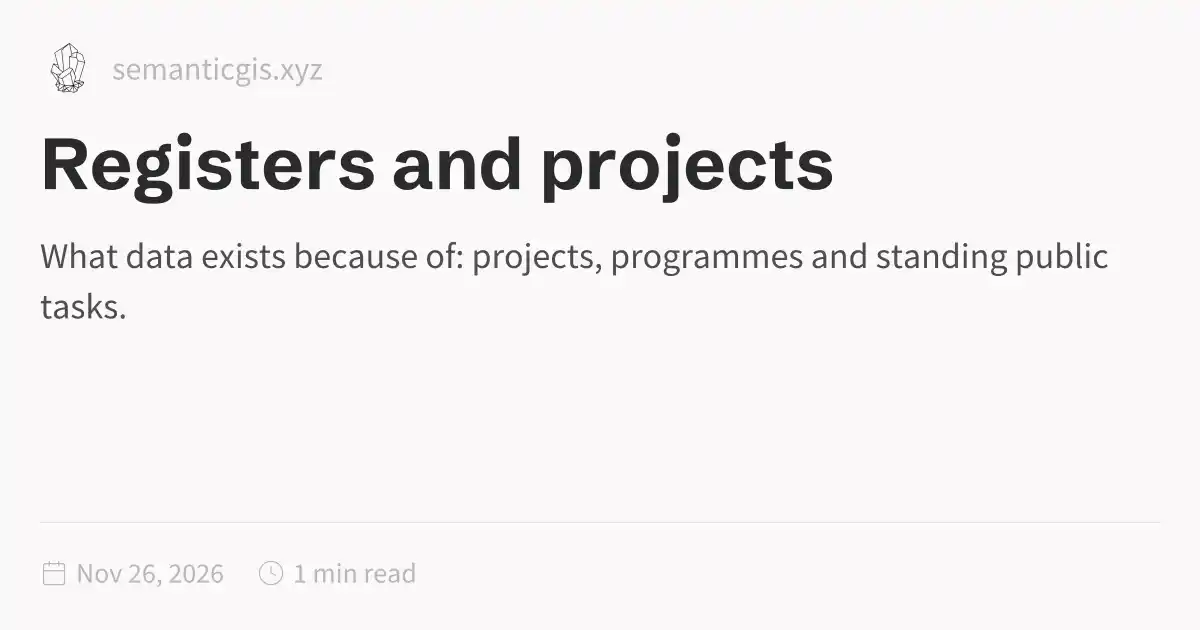 semanticgis.xyz
Registers and projects
What data exists because of: projects, programmes and standing public
tasks.
Nov 26, 2026 1 min read